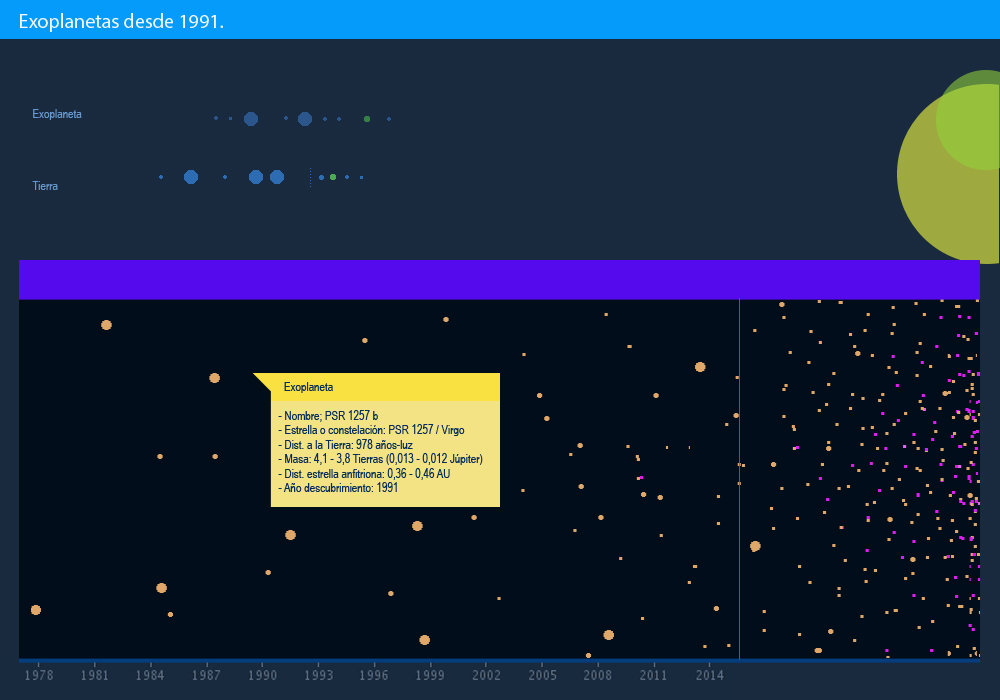 Exoplanetas desde 1991.
Exoplaneta
Tierra
Exoplaneta
- Nombre; PSR 1257 b
- Estrella o constelación: PSR 1257 / Virgo
- Dist. a la Tierra: 978 años-luz
- Masa: 4,1 - 3,8 Tierras (0,013 - 0,012 Júpiter)
- Dist. estrella anfitriona: 0,36 - 0,46 AU
- Año descubrimiento: 1991
1978 1981 1984 1987 1990 1993 1996 1999 2002 2005 2008 2011 2014